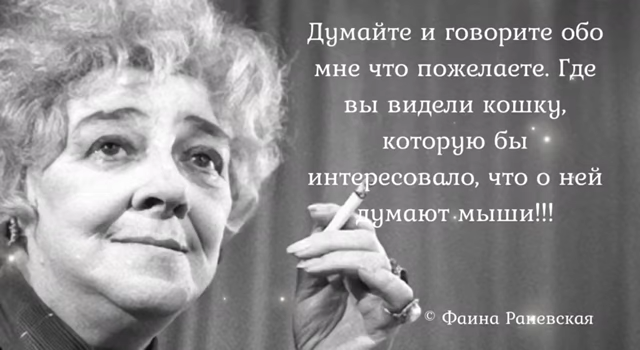 Думайте и говорите обо
мне что пожелаете. Где
вы видели кошку,
которую бы
интересовало, что о ней
думают мыши!!!
© Фаина Раневская